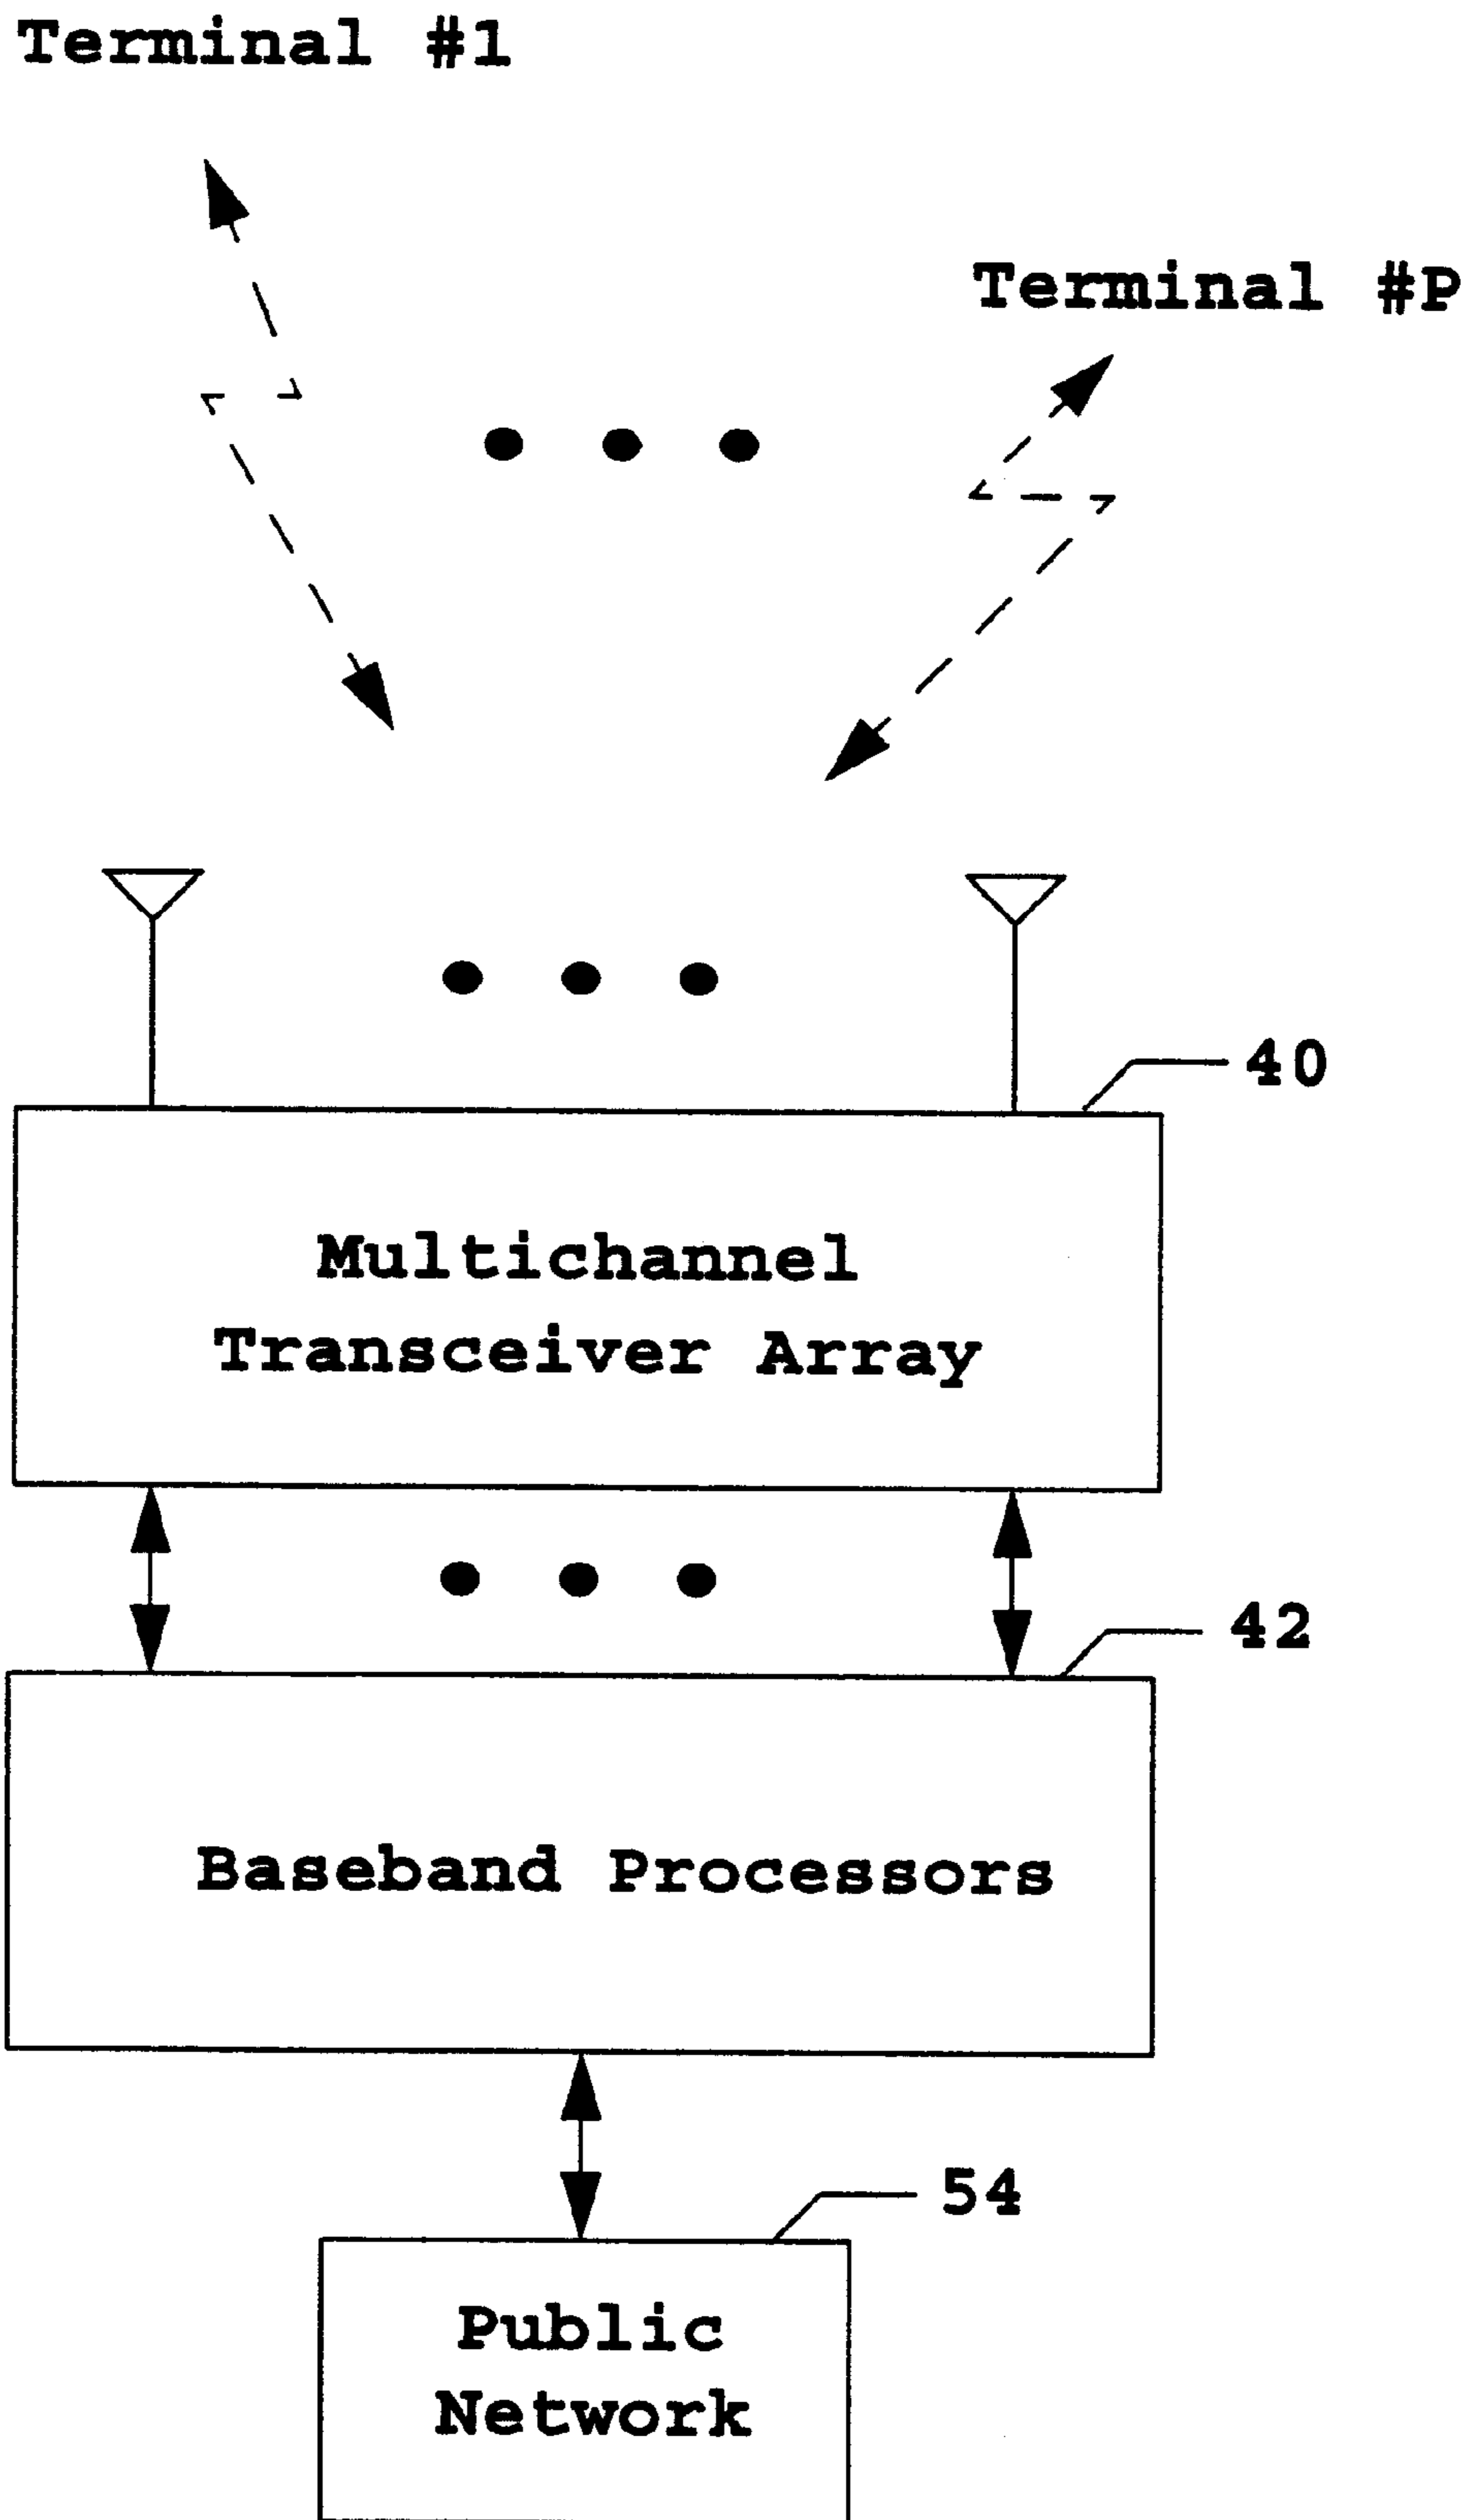 Terminal #1
Terminal #P
40
Multichannel
Transceiver Array
42
Baseband Processors
54
Public
Network